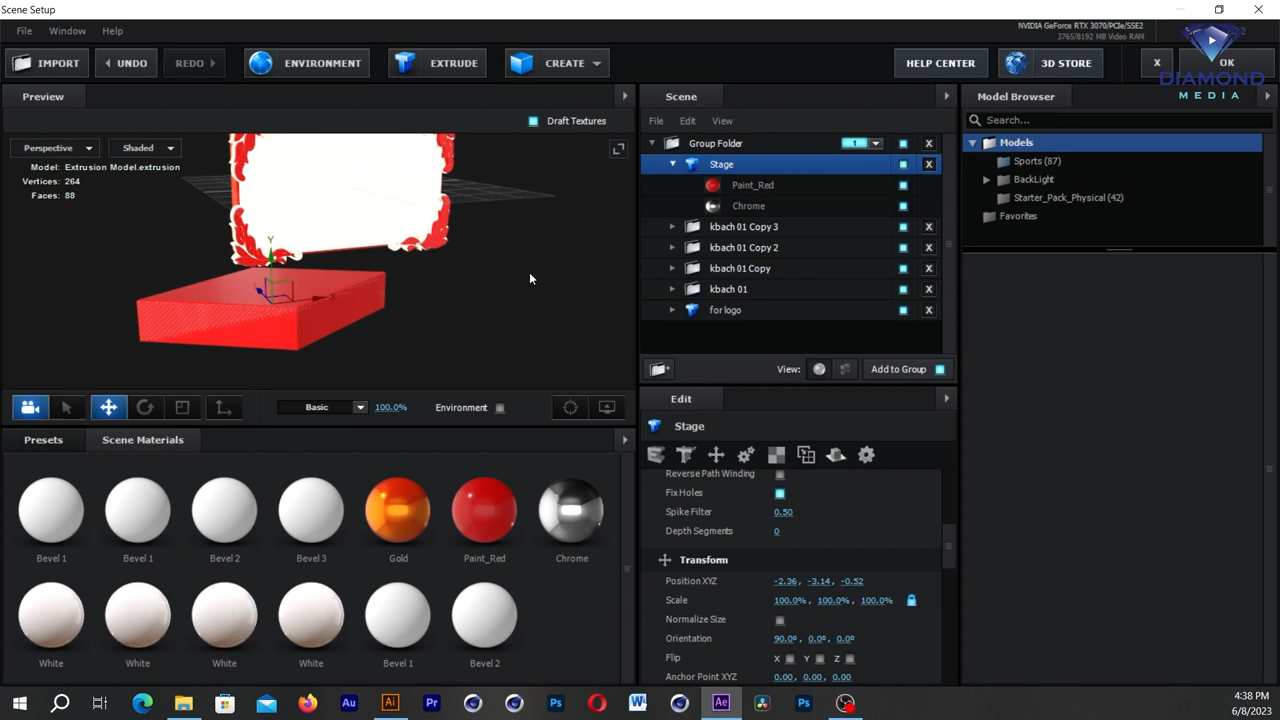 Scene Setup
File Window Help
NVIDIA GeForce RTX 3070/PCIe/SSE2
3765/8192 MB Video RAM
IMPORT UNDO REDO ENVIRONMENT EXTRUDE CREATE HELP CENTER 3D STORE X OK
DIAMOND
MEDIA
Preview
Draft Textures
Perspective Shaded
Model: Extrusion Model.extrusion
Vertices: 264
Faces: 88
Y
X
Basic 100.0% Environment
Presets Scene Materials
Bevel 1 Bevel 1 Bevel 2 Bevel 3 Gold Paint_Red Chrome
White White White White Bevel 1 Bevel 2
Scene
File Edit View
Group Folder 1 X
Stage X
Paint_Red
Chrome
kbach 01 Copy 3 X
kbach 01 Copy 2 X
kbach 01 Copy X
kbach 01 X
for logo X
View: Add to Group
Edit
Stage
Reverse Path Winding
Fix Holes
Spike Filter 0.50
Depth Segments 0
Transform
Position XYZ -2.36, -3.14, -0.52
Scale 100.0%, 100.0%, 100.0%
Normalize Size
Orientation 90.0°, 0.0°, 0.0°
Flip X Y Z
Anchor Point XYZ 0.00, 0.00, 0.00
Model Browser
Search...
Models
Sports (87)
BackLight
Starter_Pack_Physical (42)
Favorites
Au Ai Pr Ps W Ae Ps
4:38 PM
6/8/2023